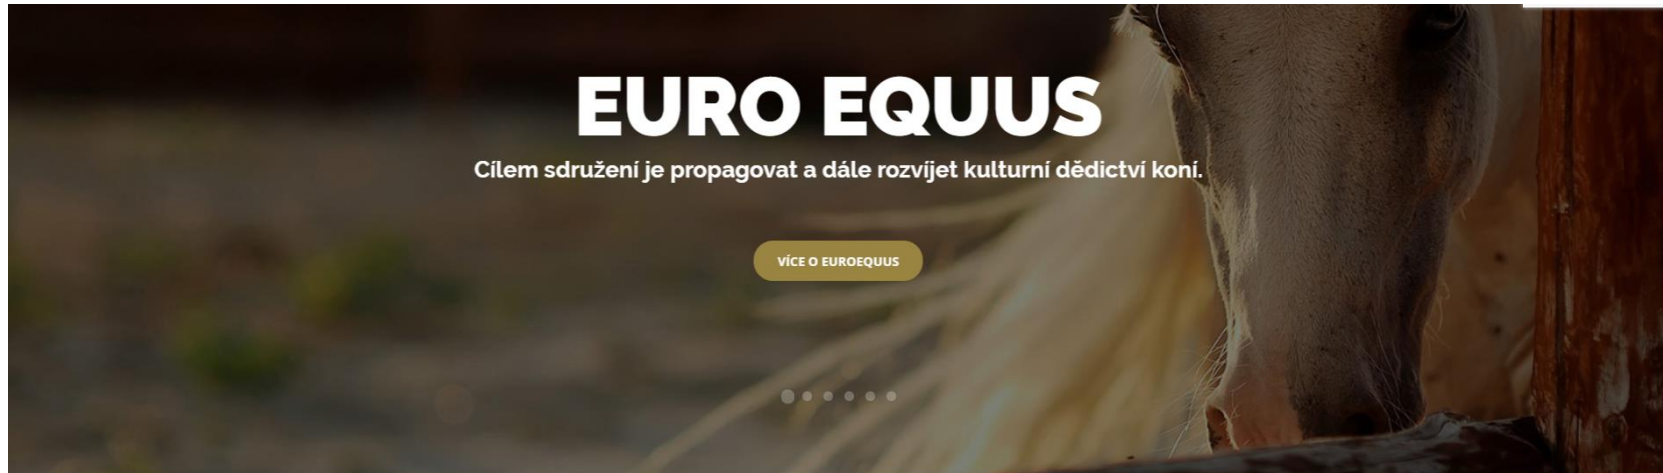 EURO EQUUS
Cílem sdružení je propagovat a dále rozvíjet kulturní dědictví koní.
VÍCE O EUROEQUUS